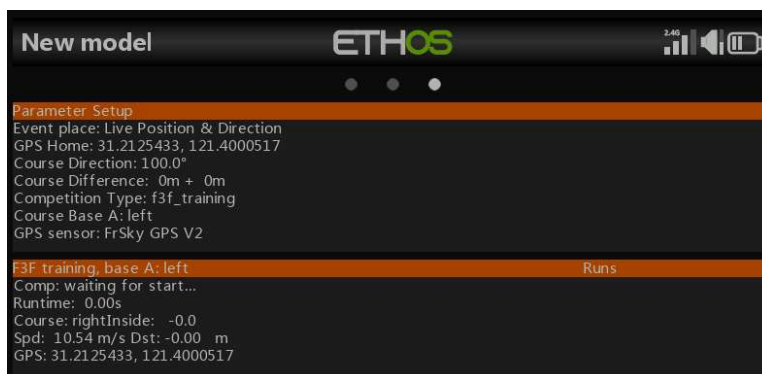 New model ETHOS 2.4G
Parameter Setup
Event place: Live Position & Direction
GPS Home: 31.2125433, 121.4000517
Course Direction: 100.0°
Course Difference:  0m +  0m
Competition Type: f3f_training
Course Base A: left
GPS sensor: FrSky GPS V2
F3F training, base A: left Runs
Comp: waiting for start...
Runtime:  0.00s
Course: rightInside:   -0.0
Spd:  10.54 m/s Dst: -0.00   m
GPS: 31.2125433, 121.4000517